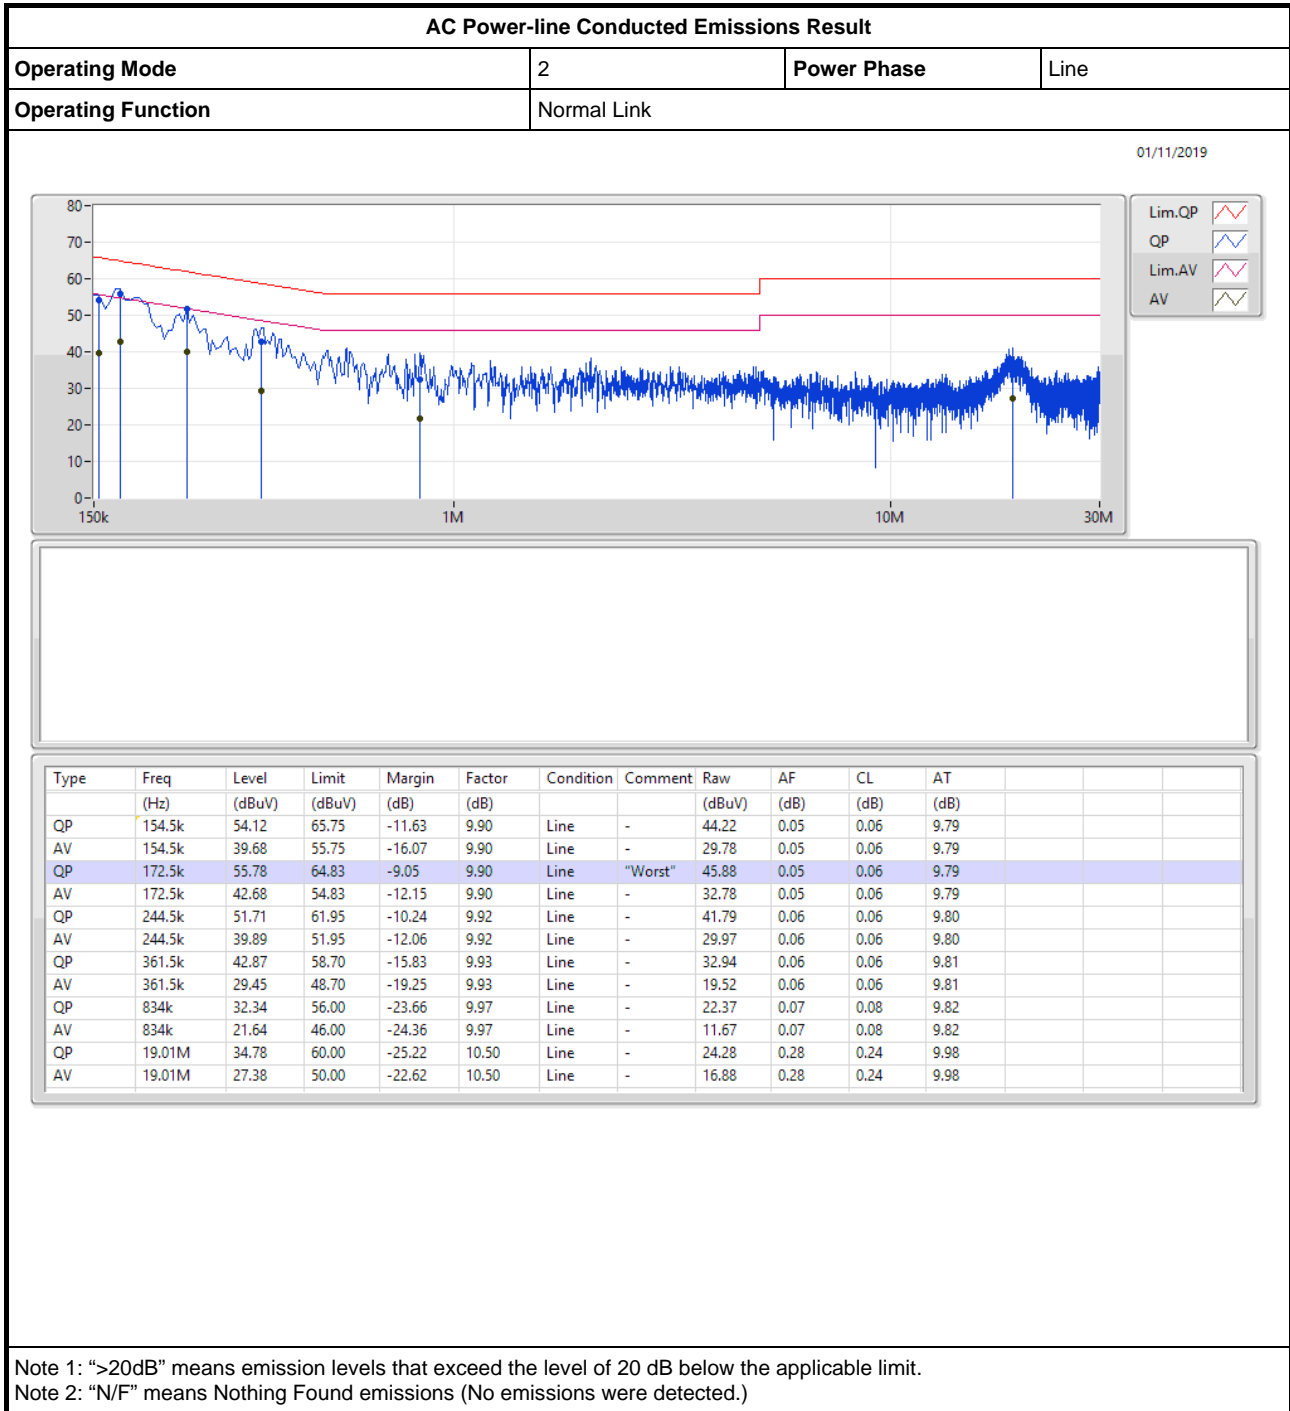 AC Power-line Conducted Emissions Result
Operating Mode 2 Power Phase Line
Operating Function Normal Link
01/11/2019
80
70
60
50
40
30
20
10
0
150k 1M 10M 30M
Lim.QP
QP
Lim.AV
AV
Type Freq Level Limit Margin Factor Condition Comment Raw AF CL AT
(Hz) (dBuV) (dBuV) (dB) (dB) (dBuV) (dB) (dB) (dB)
QP 154.5k 54.12 65.75 -11.63 9.90 Line - 44.22 0.05 0.06 9.79
AV 154.5k 39.68 55.75 -16.07 9.90 Line - 29.78 0.05 0.06 9.79
QP 172.5k 55.78 64.83 -9.05 9.90 Line "Worst" 45.88 0.05 0.06 9.79
AV 172.5k 42.68 54.83 -12.15 9.90 Line - 32.78 0.05 0.06 9.79
QP 244.5k 51.71 61.95 -10.24 9.92 Line - 41.79 0.06 0.06 9.80
AV 244.5k 39.89 51.95 -12.06 9.92 Line - 29.97 0.06 0.06 9.80
QP 361.5k 42.87 58.70 -15.83 9.93 Line - 32.94 0.06 0.06 9.81
AV 361.5k 29.45 48.70 -19.25 9.93 Line - 19.52 0.06 0.06 9.81
QP 834k 32.34 56.00 -23.66 9.97 Line - 22.37 0.07 0.08 9.82
AV 834k 21.64 46.00 -24.36 9.97 Line - 11.67 0.07 0.08 9.82
QP 19.01M 34.78 60.00 -25.22 10.50 Line - 24.28 0.28 0.24 9.98
AV 19.01M 27.38 50.00 -22.62 10.50 Line - 16.88 0.28 0.24 9.98
Note 1: “>20dB” means emission levels that exceed the level of 20 dB below the applicable limit.
Note 2: “N/F” means Nothing Found emissions (No emissions were detected.)